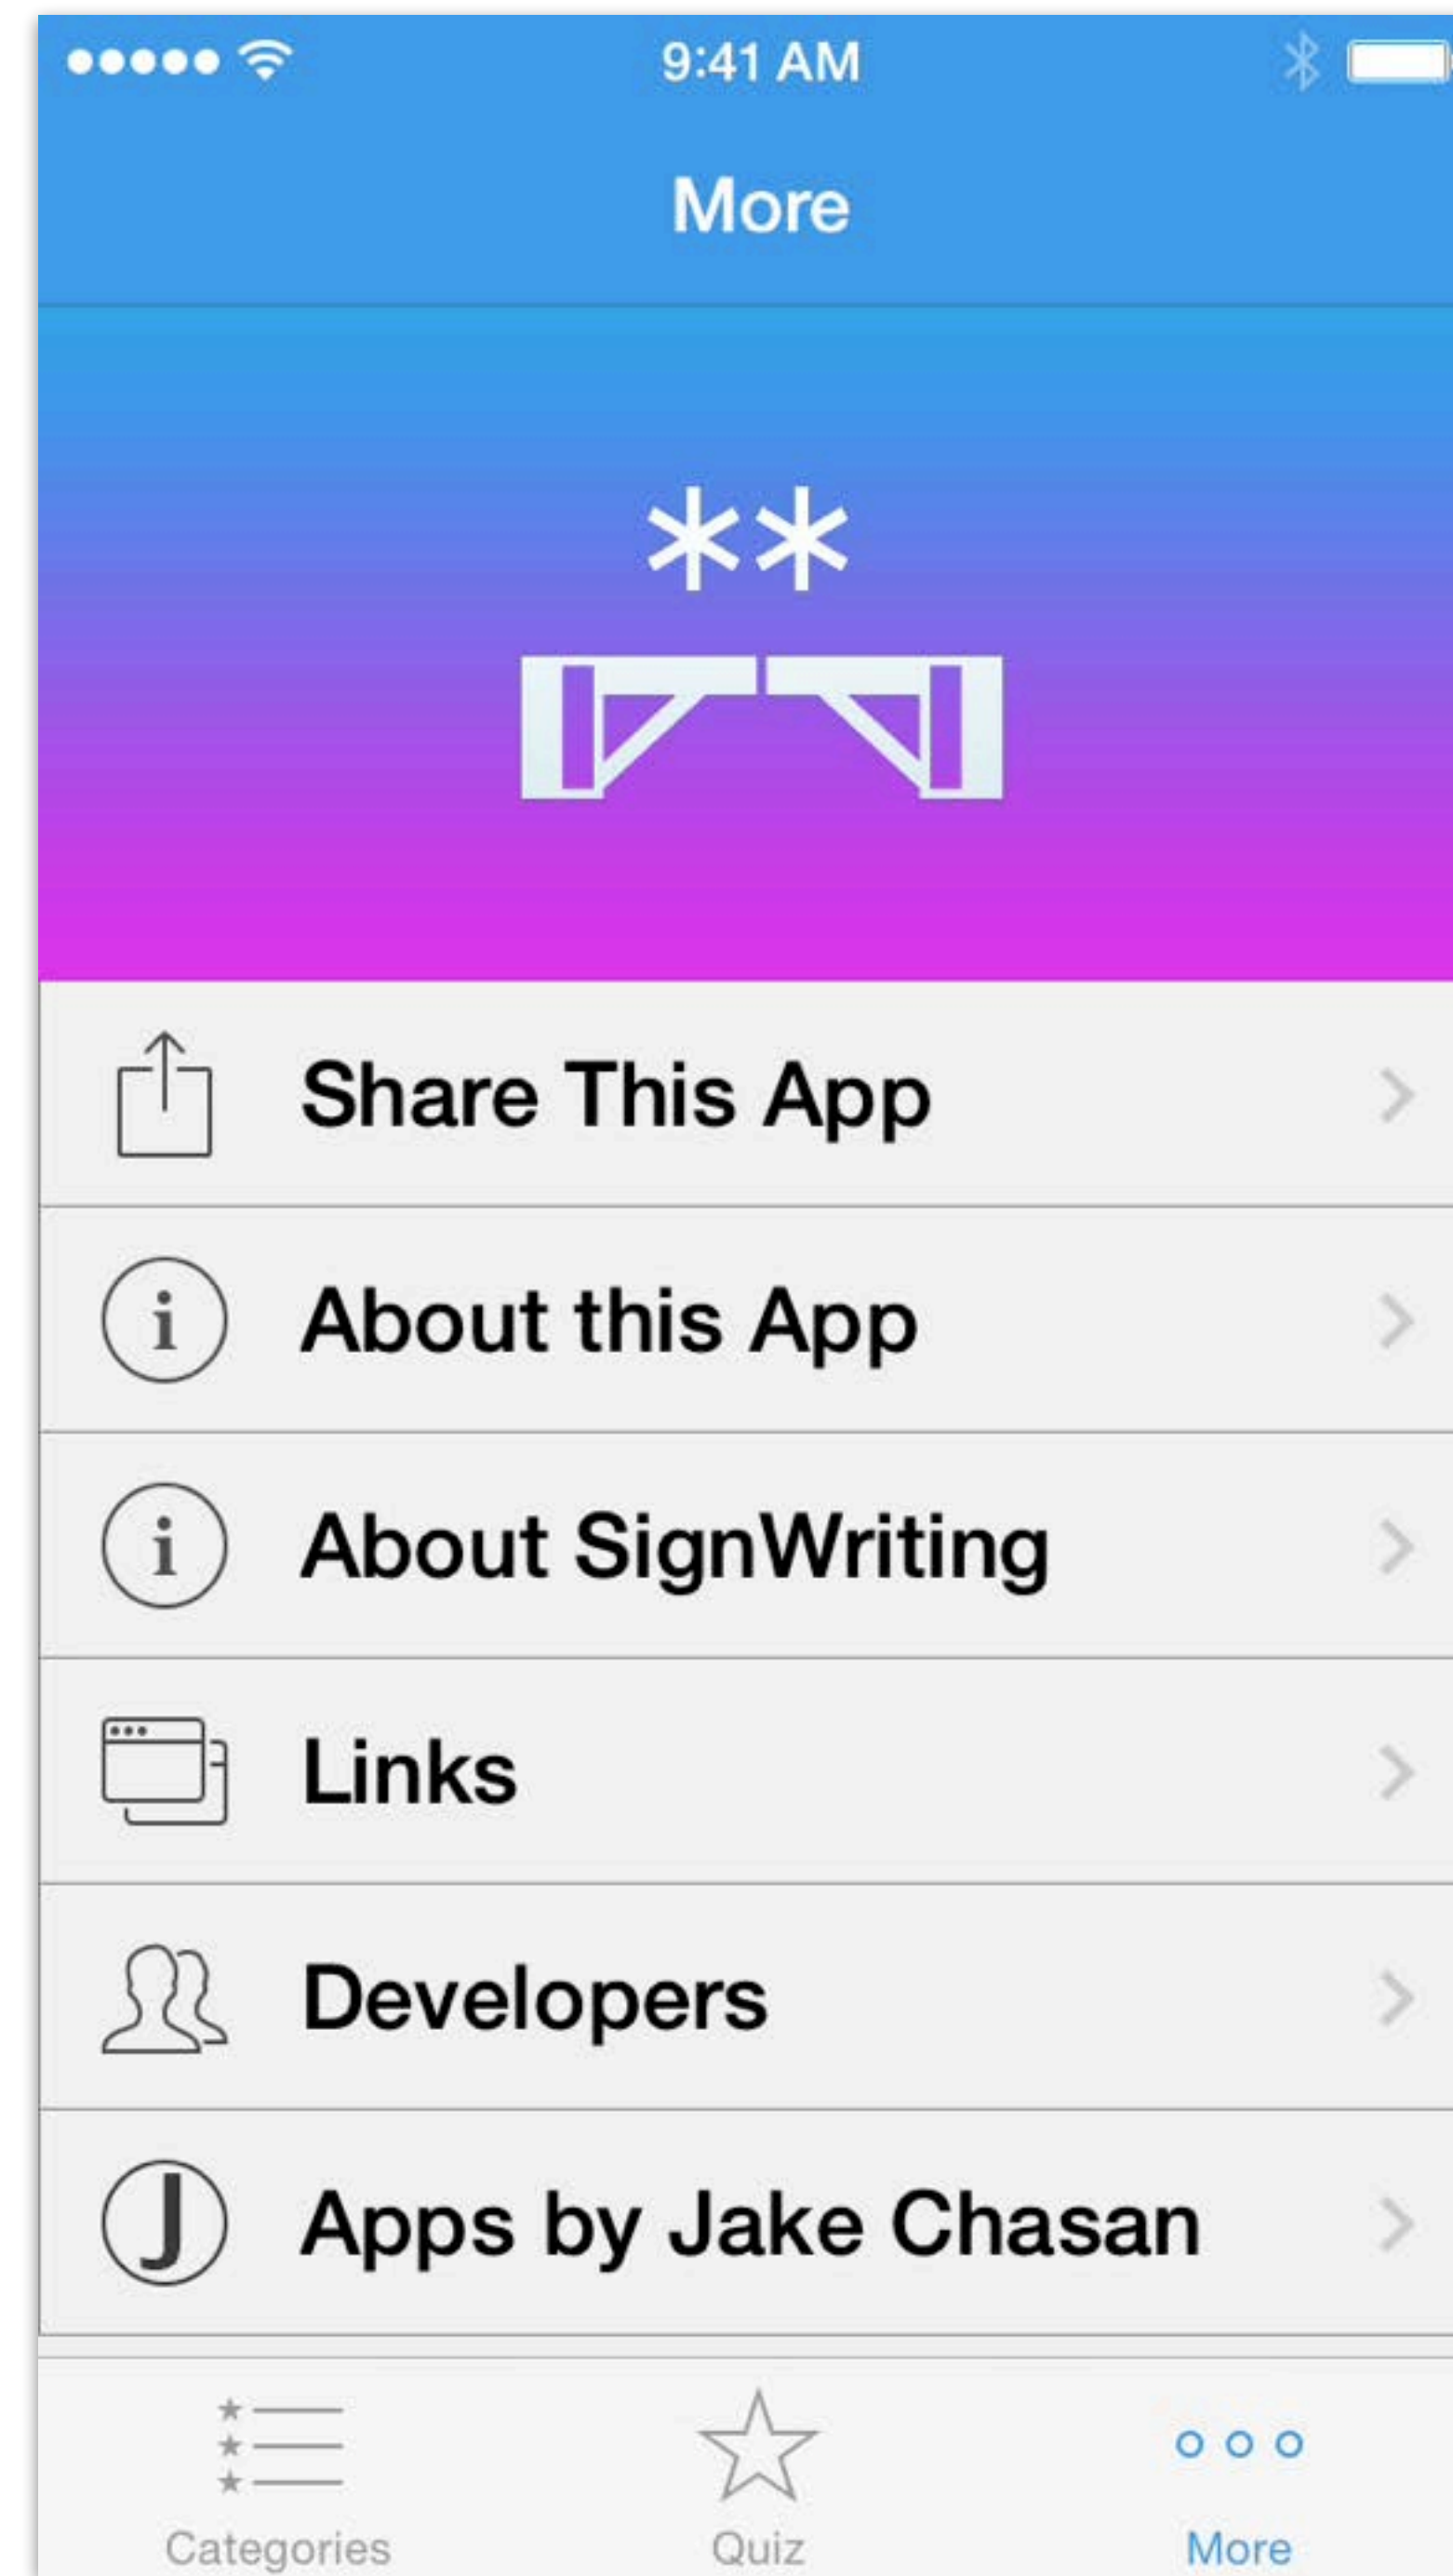 9:41 AM
More
**
Share This App
About this App
About SignWriting
Links
Developers
J Apps by Jake Chasan
Categories Quiz More